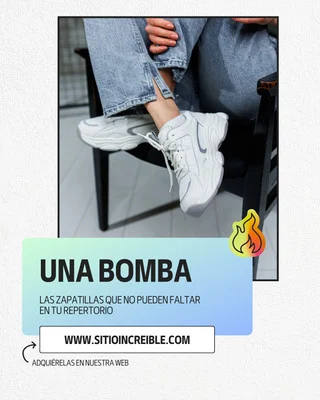 UNA BOMBA
LAS ZAPATILLAS QUE NO PUEDEN FALTAR
EN TU REPERTORIO
WWW.SITIOINCREIBLE.COM
ADQUIÉRELAS EN NUESTRA WEB